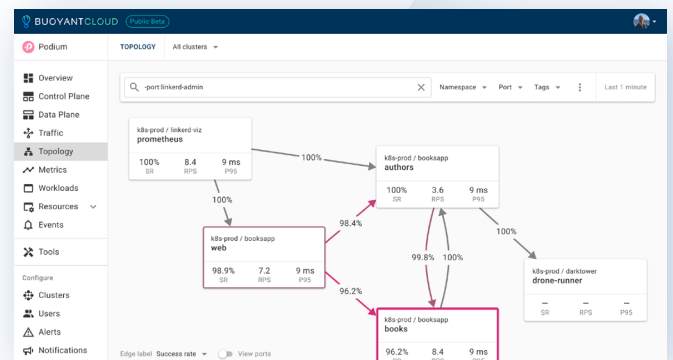 BUOYANTCLOUD Public Beta
Podium
TOPOLOGY All clusters
Overview
Control Plane
Data Plane
Traffic
Topology
Metrics
Workloads
Resources
Events
Tools
Configure
Clusters
Users
Alerts
Notifications
-port:linkerd-admin
Namespace Port Tags Last 1 minute
k8s-prod / linkerd-viz
prometheus
100% 8.4 9 ms
SR RPS P95
100%
100%
k8s-prod / booksapp
authors
100% 3.6 9 ms
SR RPS P95
98.4%
k8s-prod / booksapp
web
98.9% 7.2 9 ms
SR RPS P95
96.2%
99.8% 100%
100%
k8s-prod / darktower
drone-runner
– – –
SR RPS P95
k8s-prod / booksapp
books
96.2% 8.4 9 ms
SR RPS P95
Edge label Success rate View ports